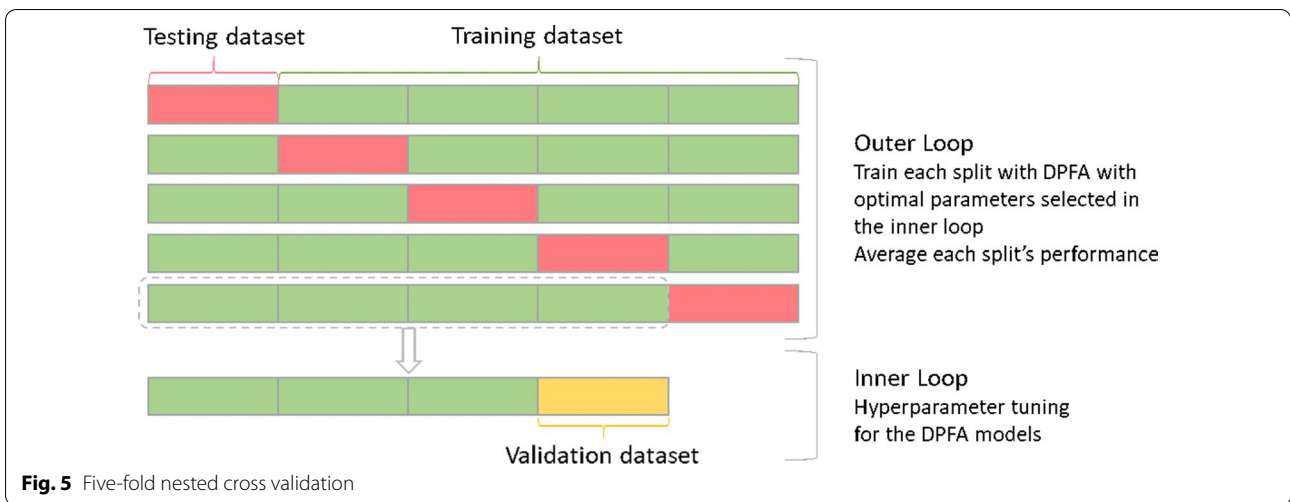 Testing dataset
Training dataset
Outer Loop
Train each split with DPFA with
optimal parameters selected in
the inner loop
Average each split's performance
Inner Loop
Hyperparameter tuning
for the DPFA models
Validation dataset
Fig. 5 Five-fold nested cross validation